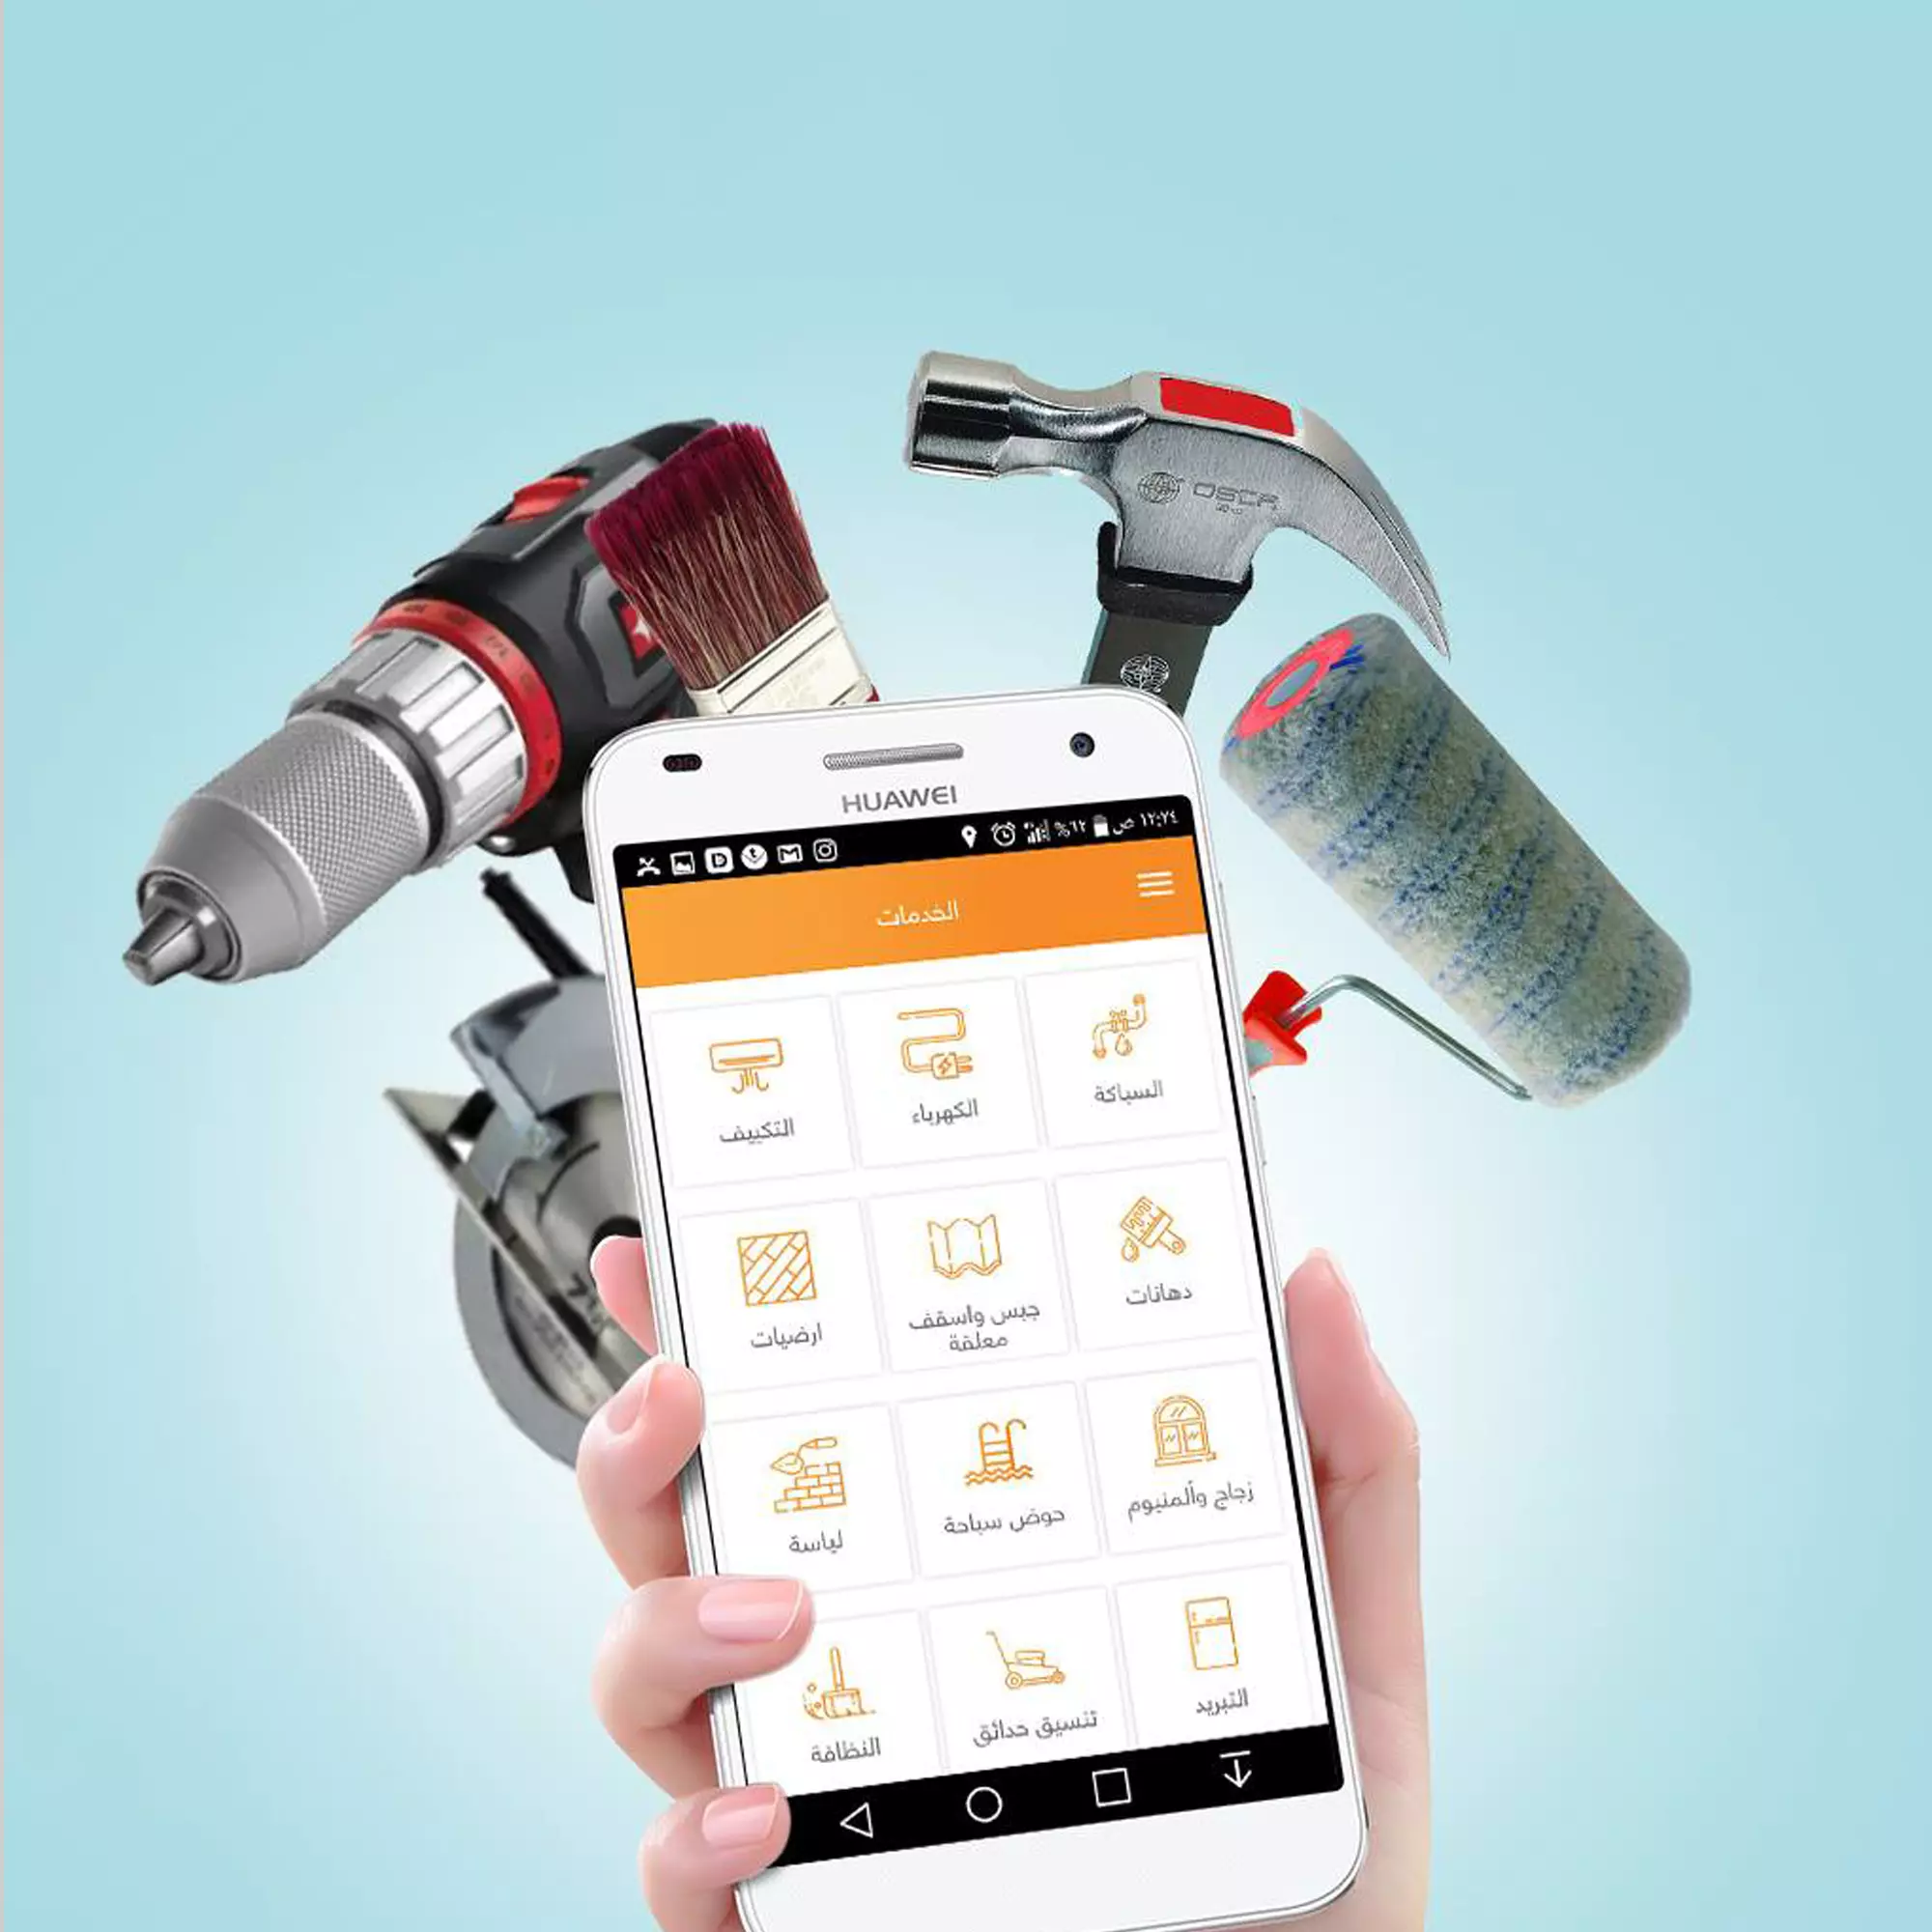 OSCA
HUAWEI
١٢:٢٤ ص ٦٢%
الخدمات
السباكة
الكهرباء
التكييف
دهانات
جبس واسقف
معلقة
ارضيات
زجاج وألمنيوم
حوض سباحة
لياسة
التبريد
تنسيق حدائق
النظافة